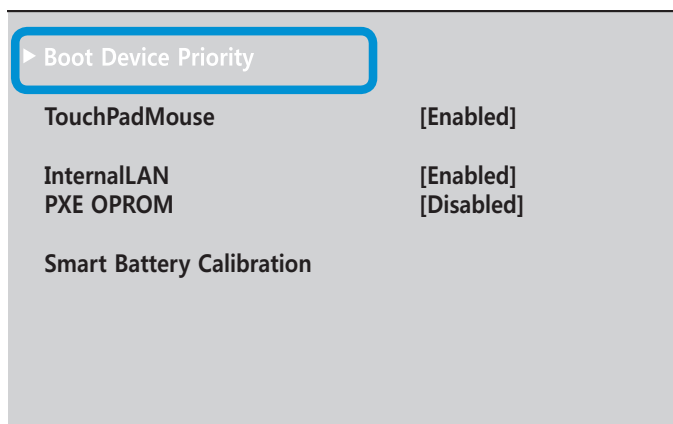 Boot Device Priority
TouchPadMouse [Enabled]
InternalLAN [Enabled]
PXE OPROM [Disabled]
Smart Battery Calibration